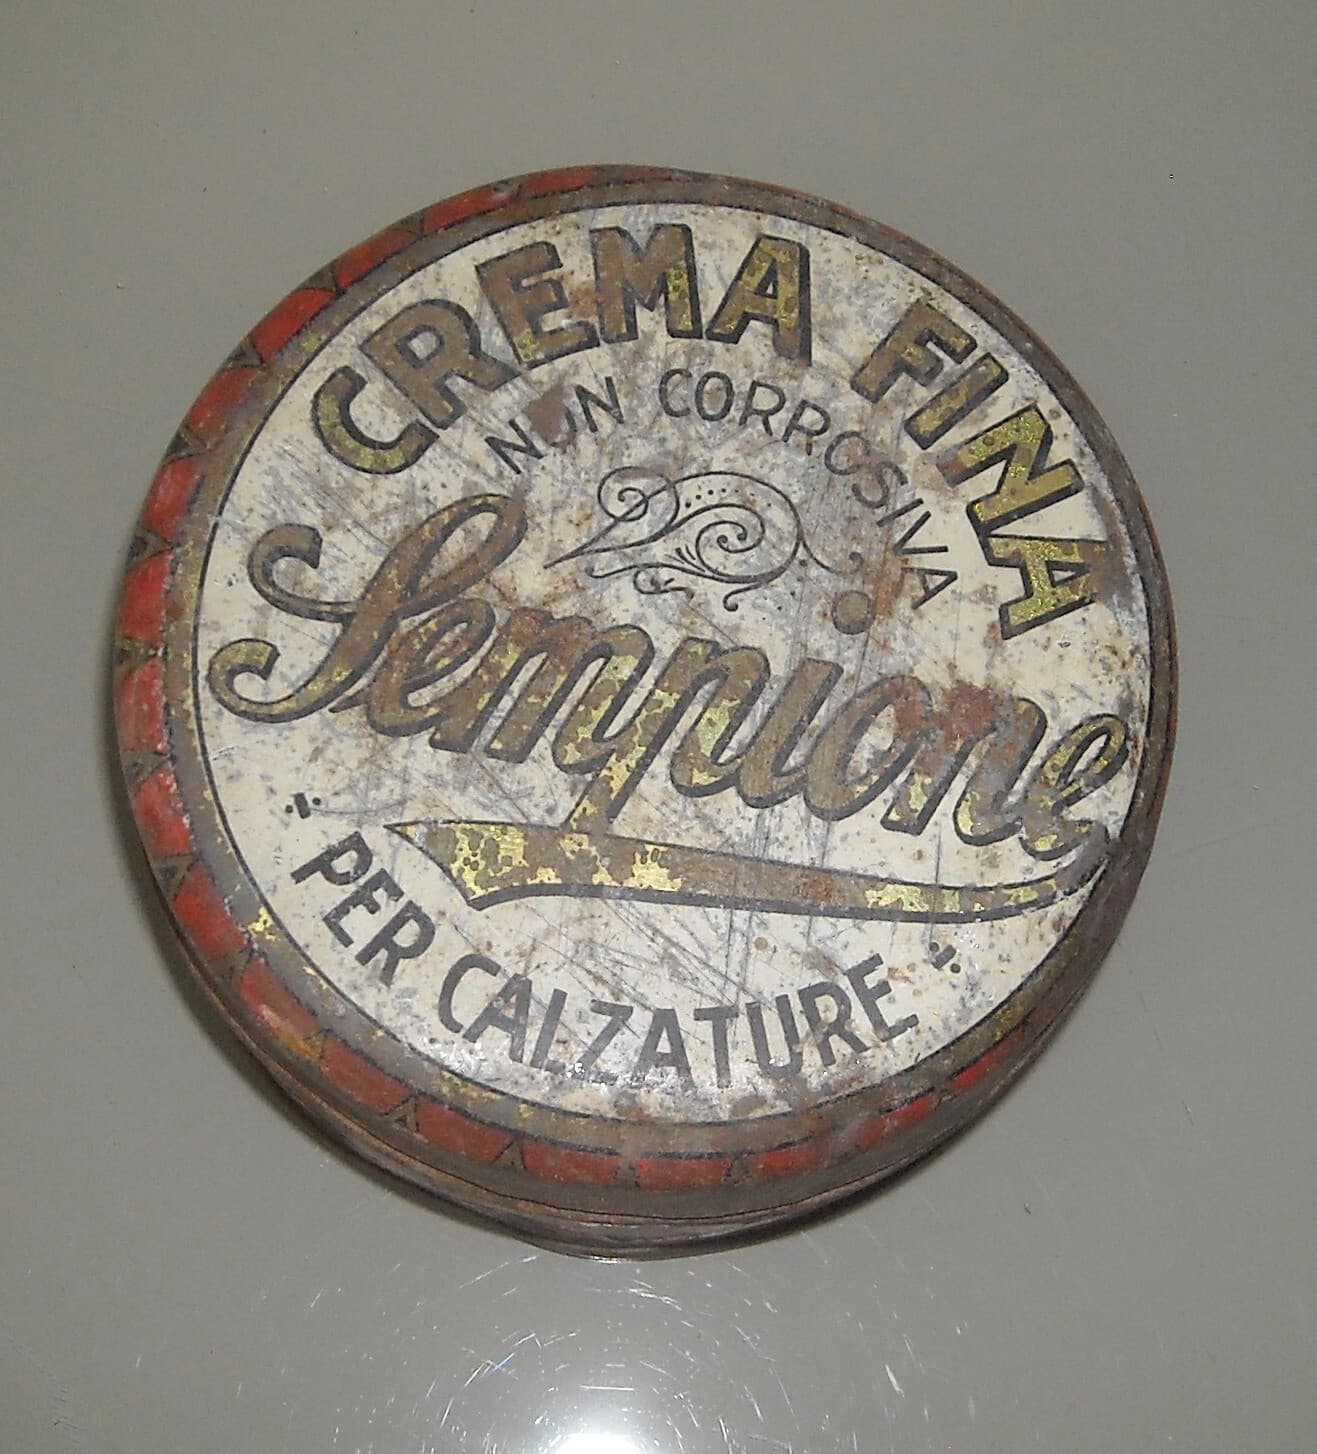 CREMA FINA
NON CORROSIVA
Sempione
PER CALZATURE